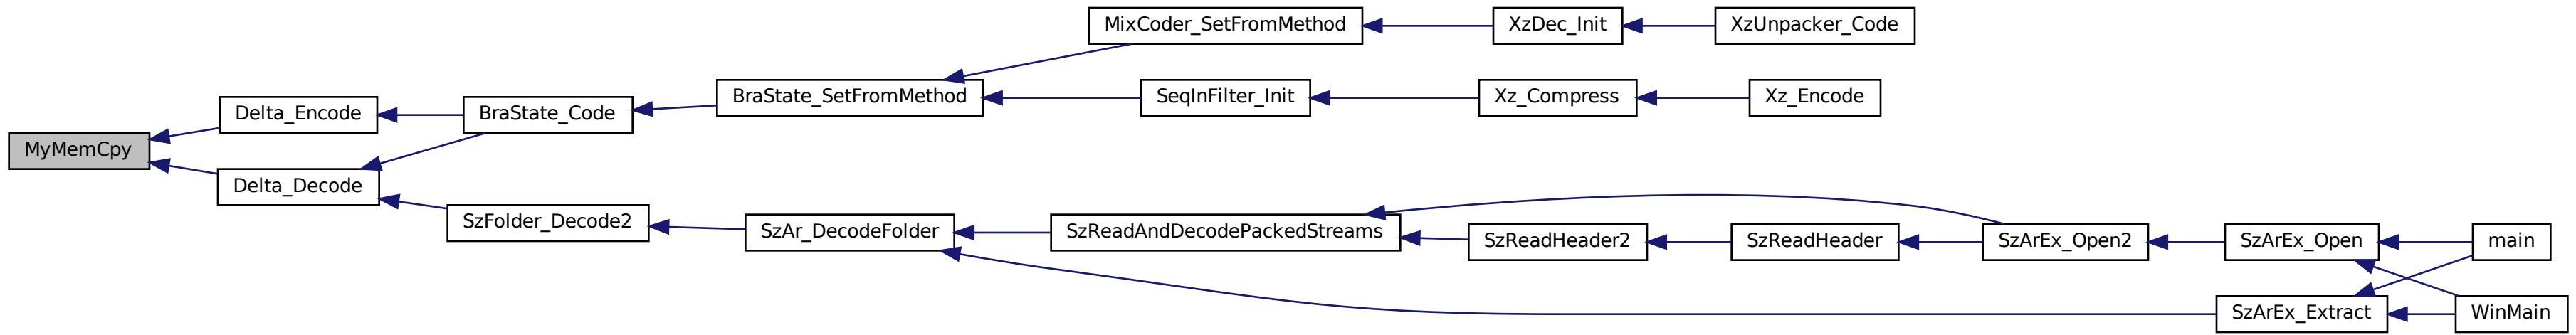 MixCoder_SetFromMethod
XzDec_Init
XzUnpacker_Code
BraState_SetFromMethod
SeqInFilter_Init
Xz_Compress
Xz_Encode
Delta_Encode
BraState_Code
MyMemCpy
Delta_Decode
SzFolder_Decode2
SzAr_DecodeFolder
SzReadAndDecodePackedStreams
SzReadHeader2
SzReadHeader
SzArEx_Open2
SzArEx_Open
main
SzArEx_Extract
WinMain